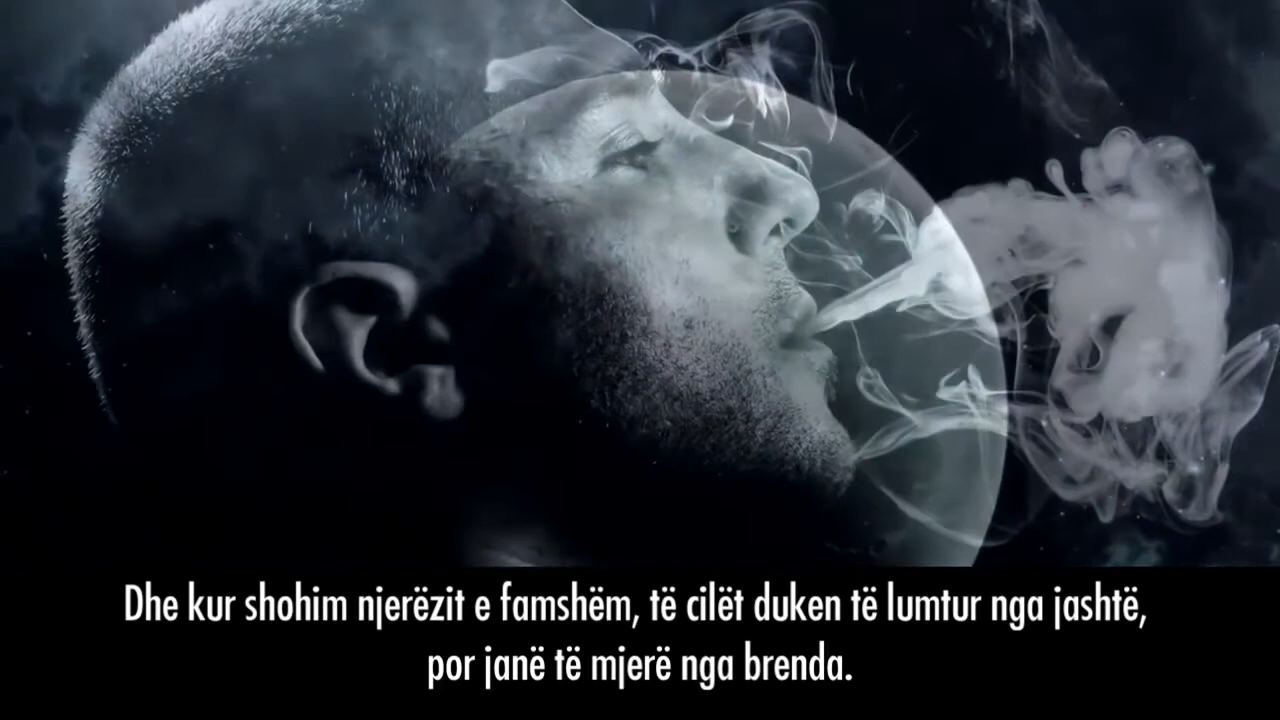 Dhe kur shohim njerëzit e famshëm, të cilët duken të lumtur nga jashtë,
por janë të mjerë nga brenda.